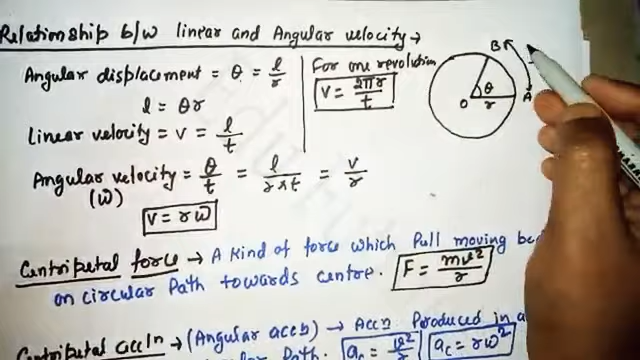 Relationship b/w linear and Angular velocity →
Angular displacement = θ = l/r
l = θr
Linear velocity = v = l/t
Angular velocity = θ/t = l/r×t = v/r
(ω)
v = rω
For one revolution
v = 2πr/t
B
θ
O r A
Centripetal force → A kind of force which Pull moving
on circular Path towards centre. F = mv²/r
Centripetal accln → (Angular acc) → Accn Produced in a
Path. ac = v²/r ac = rω²